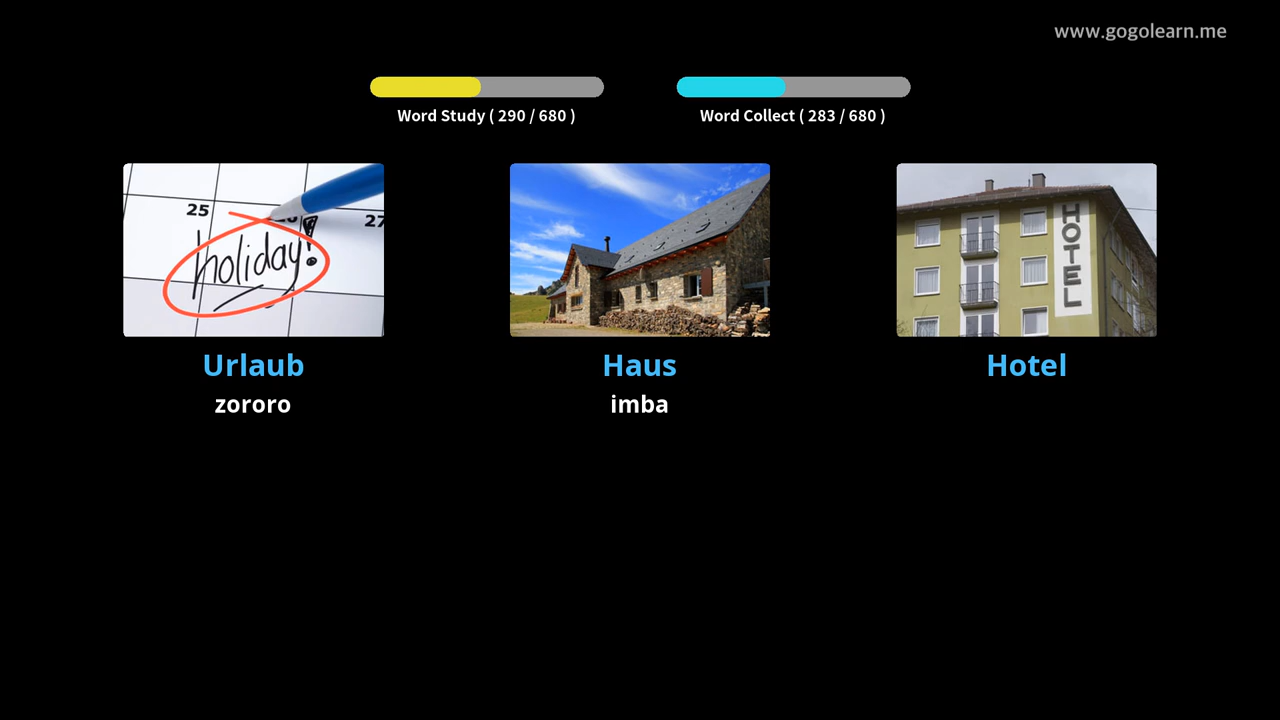 www.gogolearn.me
Word Study ( 290 / 680 )
Word Collect ( 283 / 680 )
25
27
holiday!
HOTEL
Urlaub
Haus
Hotel
zororo
imba